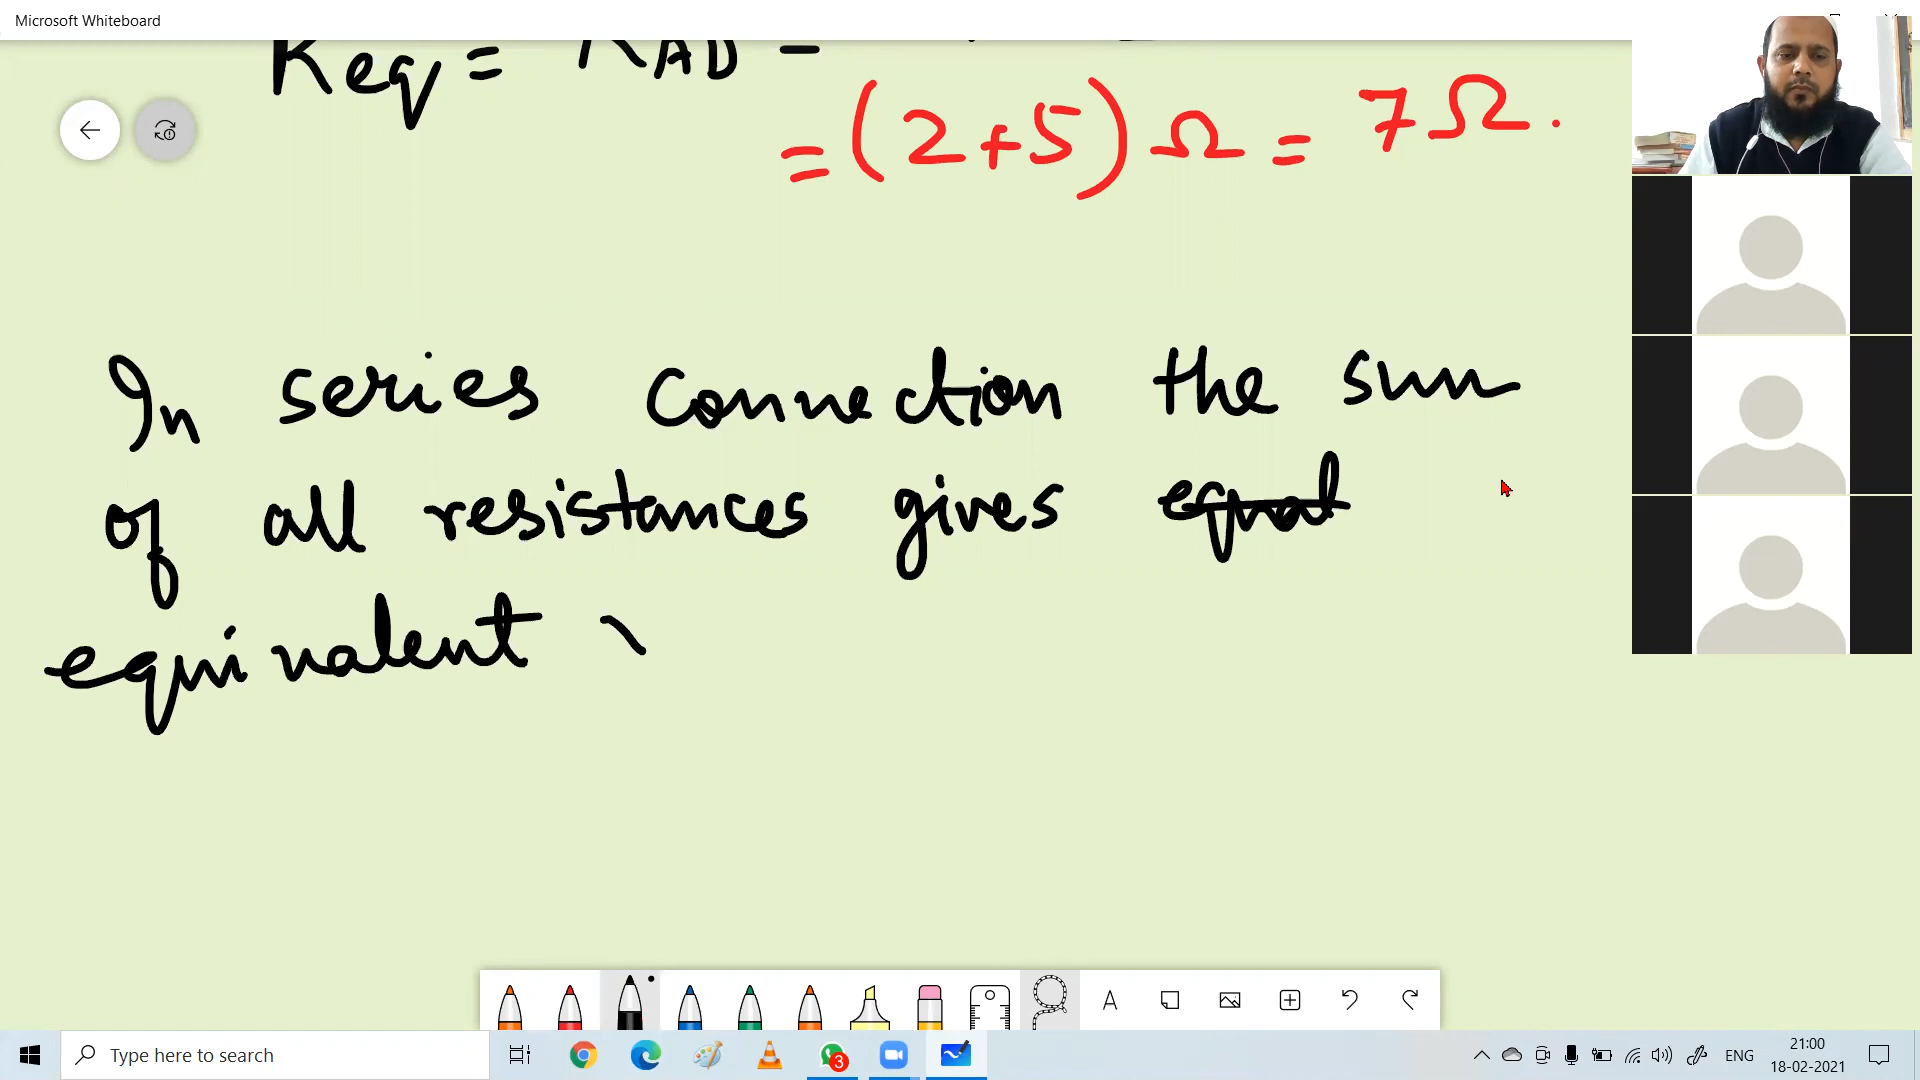 Microsoft Whiteboard
Req = RAD =
= (2+5) Ω = 7Ω.
In series connection the sum
of all resistances gives equal
equivalent
A
Type here to search
3
ENG
21:00
18-02-2021